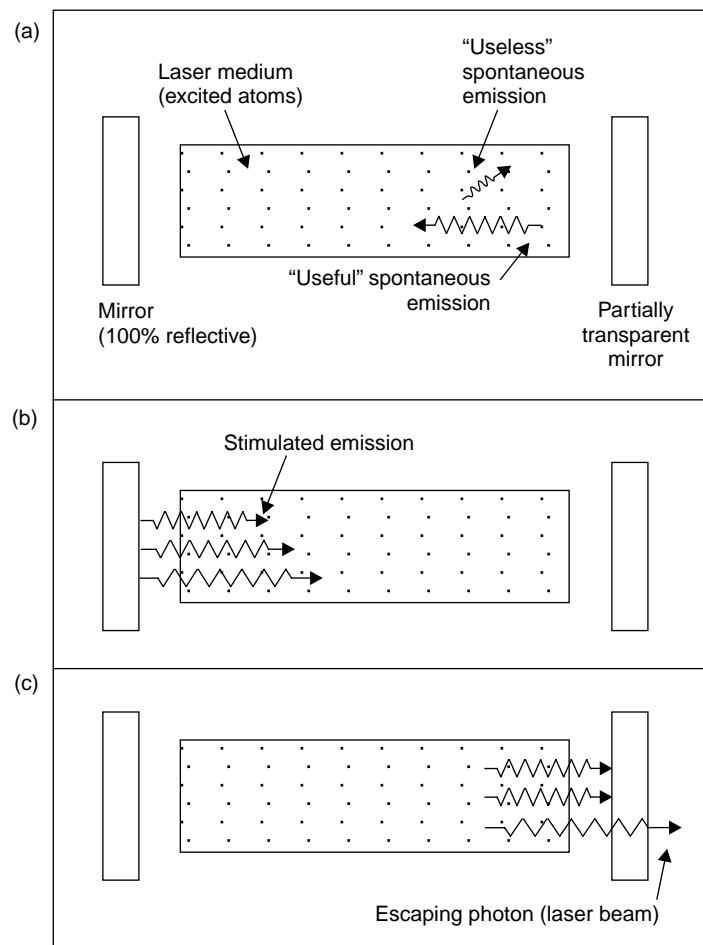 (a)
Laser medium
(excited atoms)
“Useless”
spontaneous
emission
“Useful” spontaneous
emission
Mirror
(100% reflective)
Partially
transparent
mirror
(b)
Stimulated emission
(c)
Escaping photon (laser beam)